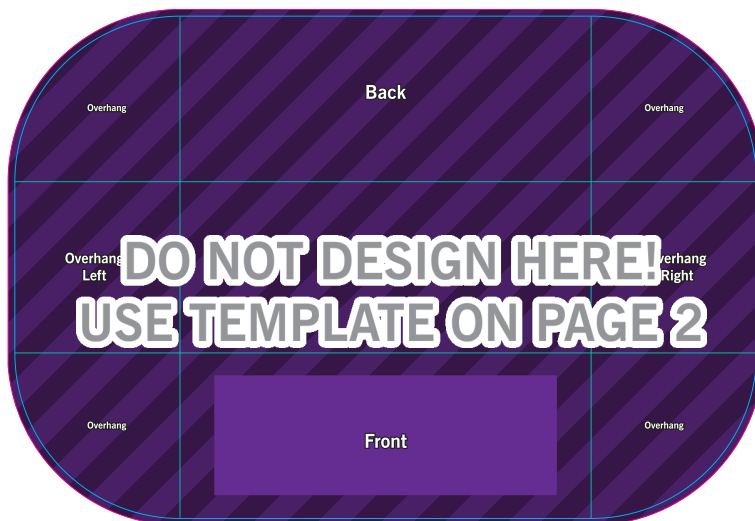 Back
Overhang
Overhang
Overhang
Left
DO NOT DESIGN HERE!
verhang
Right
USE TEMPLATE ON PAGE 2
Overhang
Front
Overhang